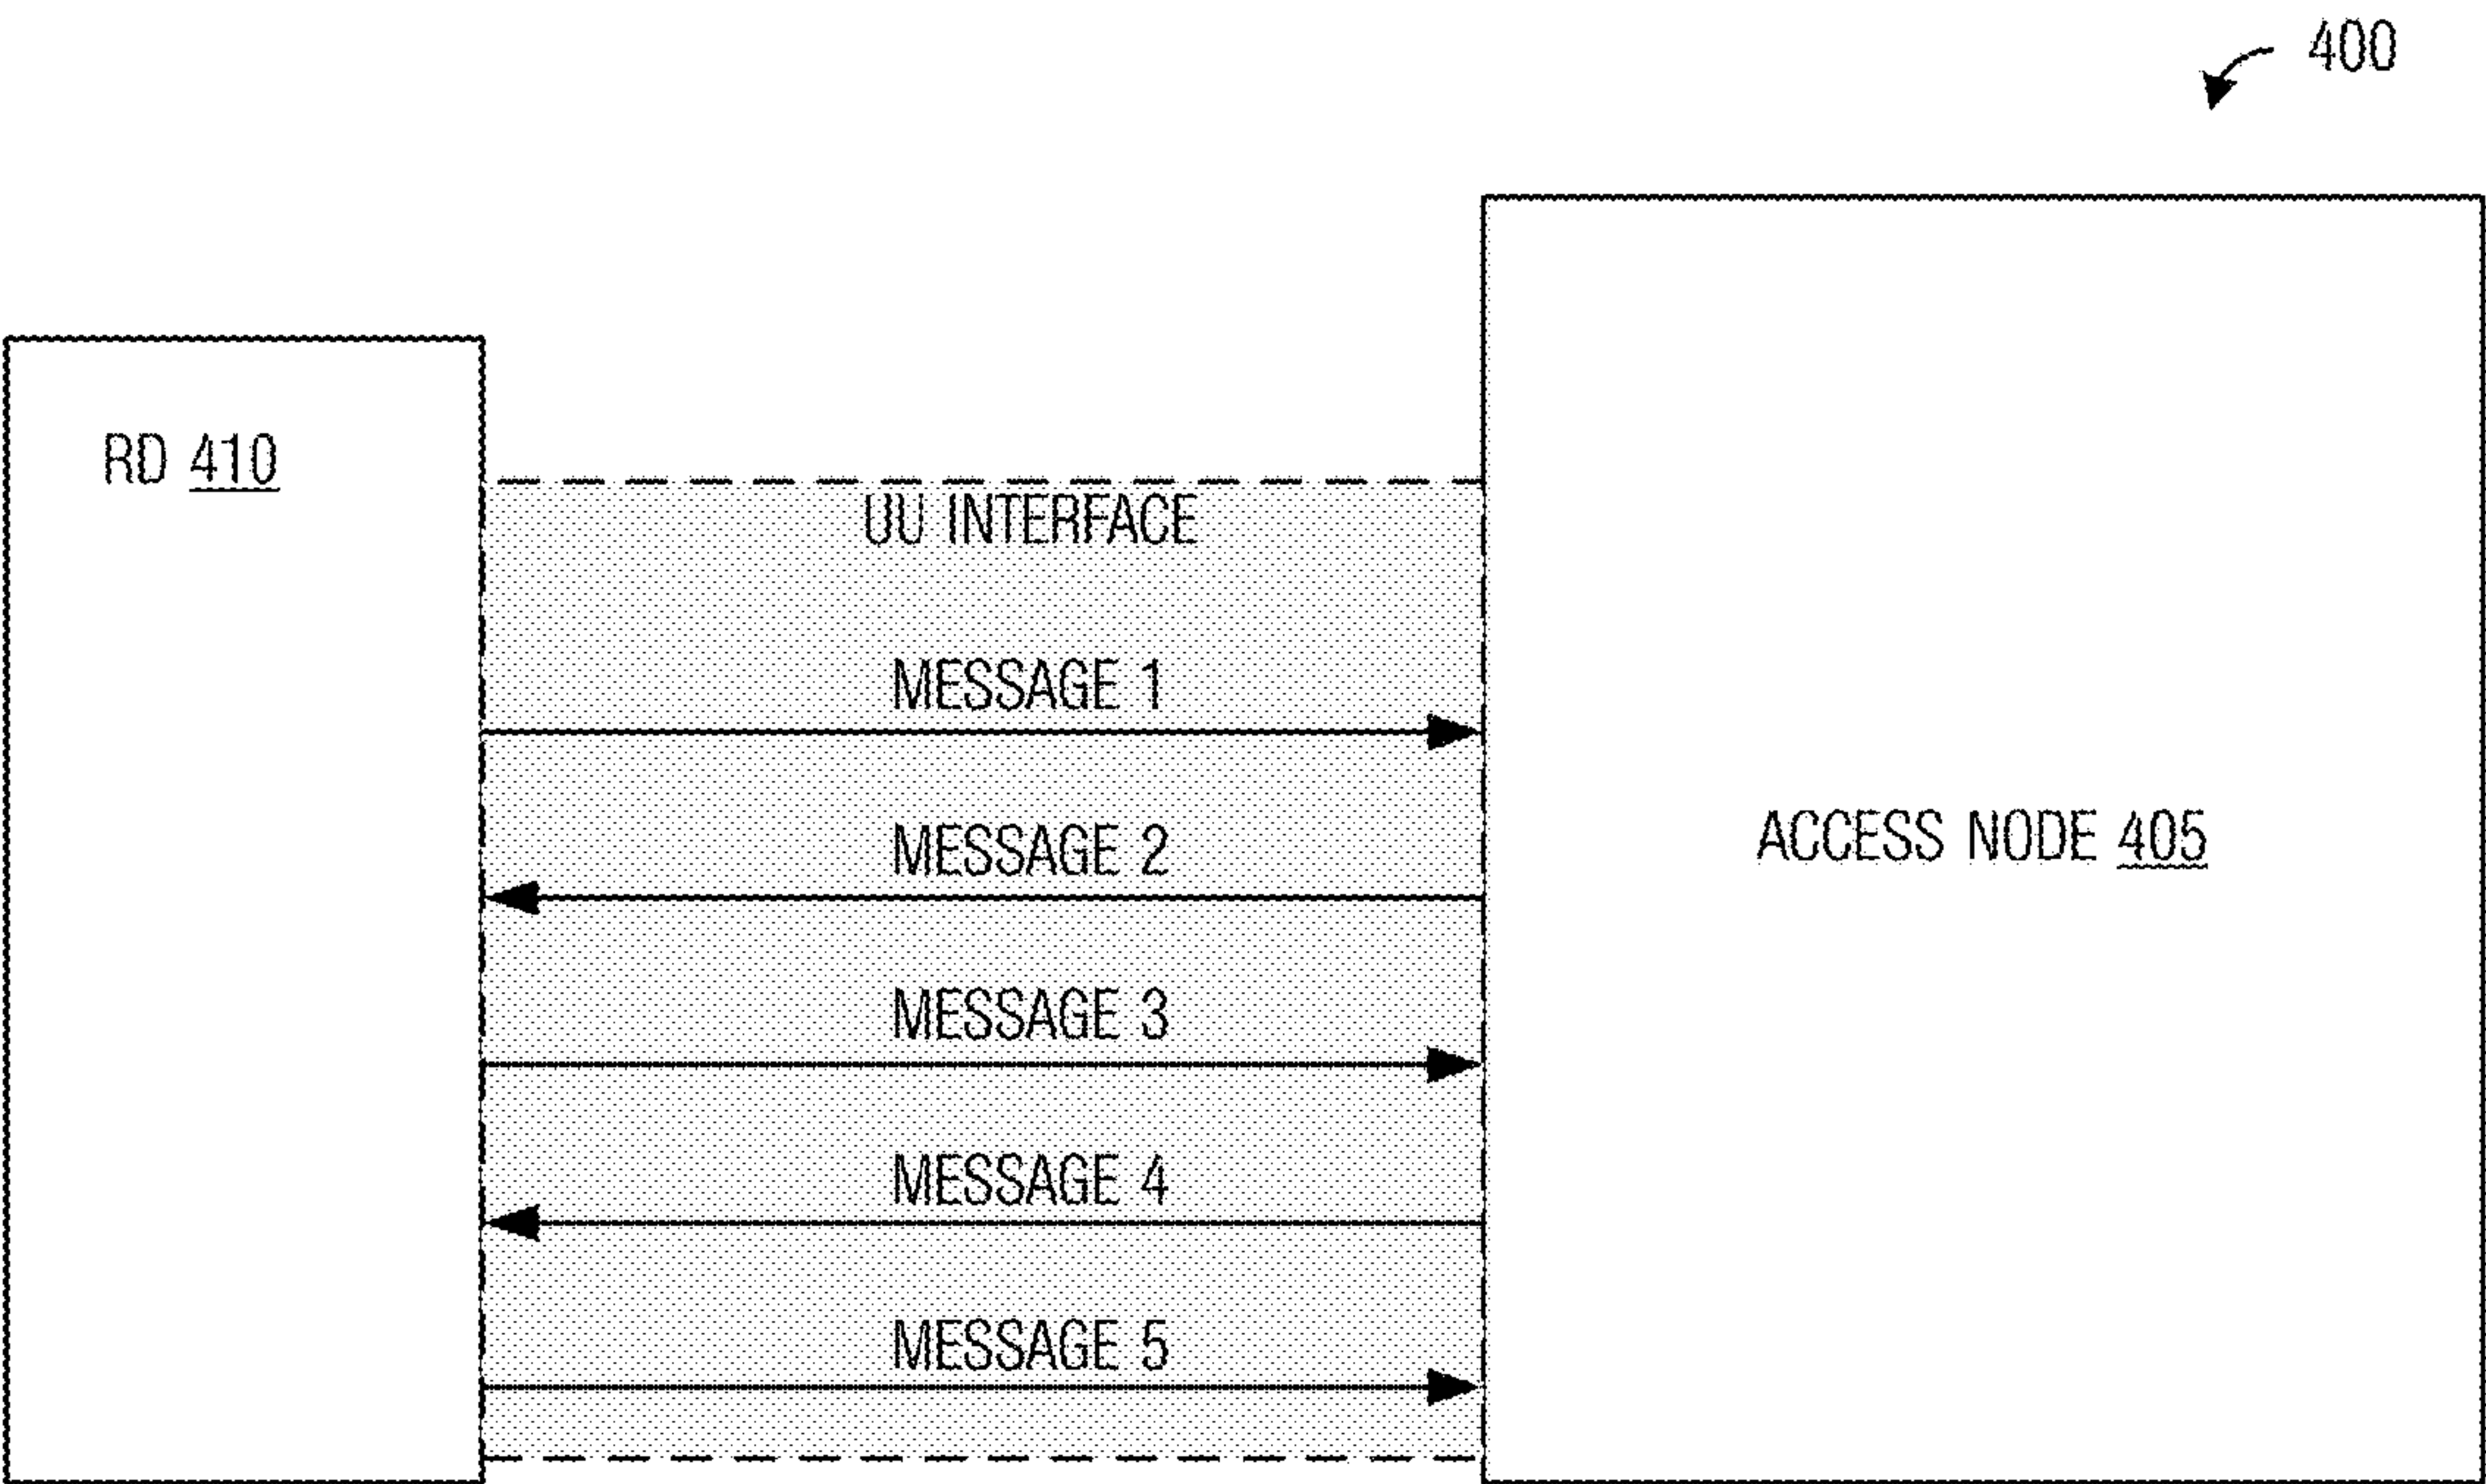 400
RD 410
UU INTERFACE
MESSAGE 1
MESSAGE 2
ACCESS NODE 405
MESSAGE 3
MESSAGE 4
MESSAGE 5